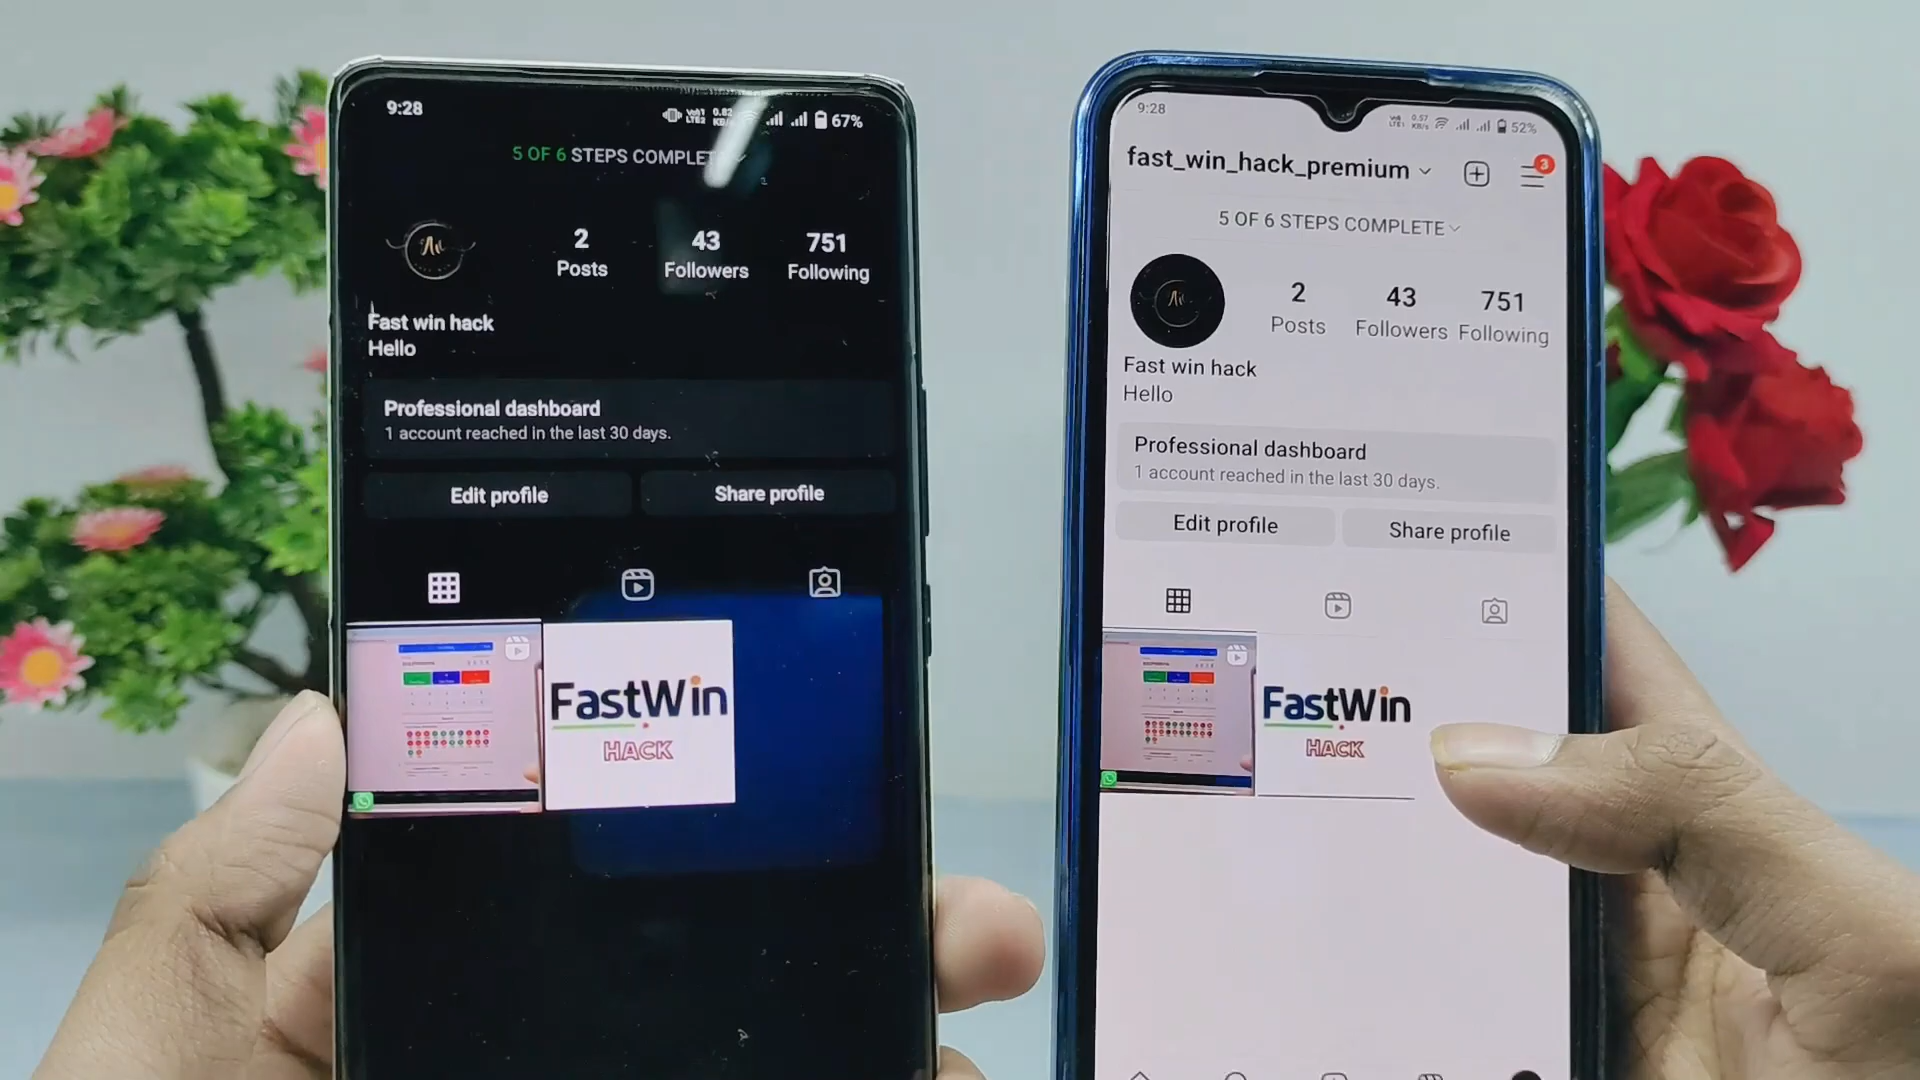 9:28
67%
5 OF 6 STEPS COMPLET
2
43
751
Posts
Followers
Following
Fast win hack
Hello
Professional dashboard
1 account reached in the last 30 days.
Edit profile
Share profile
FastWin
HACK
9:28
52%
fast_win_hack_premium
3
5 OF 6 STEPS COMPLETE
2
43
751
Posts
Followers
Following
Fast win hack
Hello
Professional dashboard
1 account reached in the last 30 days.
Edit profile
Share profile
FastWin
HACK